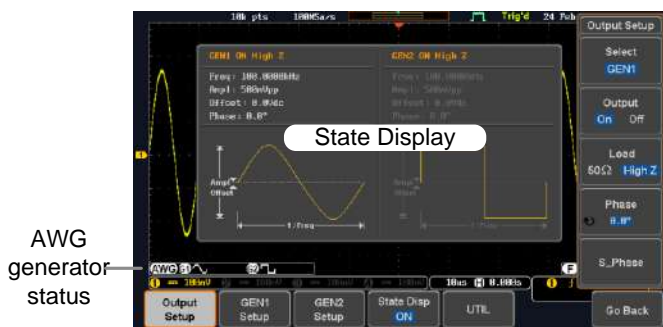 10k pts 100MSa/s Trig'd 24 Feb
Output Setup
Select
GEN1
Output
On Off
Load
50Ω High Z
Phase
0.0°
S_Phase
Go Back
GEN1 ON High Z
Freq: 100.0000kHz
Ampl: 500mVpp
Offset: 0.0Vdc
Phase: 0.0°
Ampl
Offset
1/Freq
GEN2 ON High Z
State Display
AWG
generator
status
AWG G1 G2
10us 0.000s
Output Setup
GEN1 Setup
GEN2 Setup
State Disp ON
UTIL